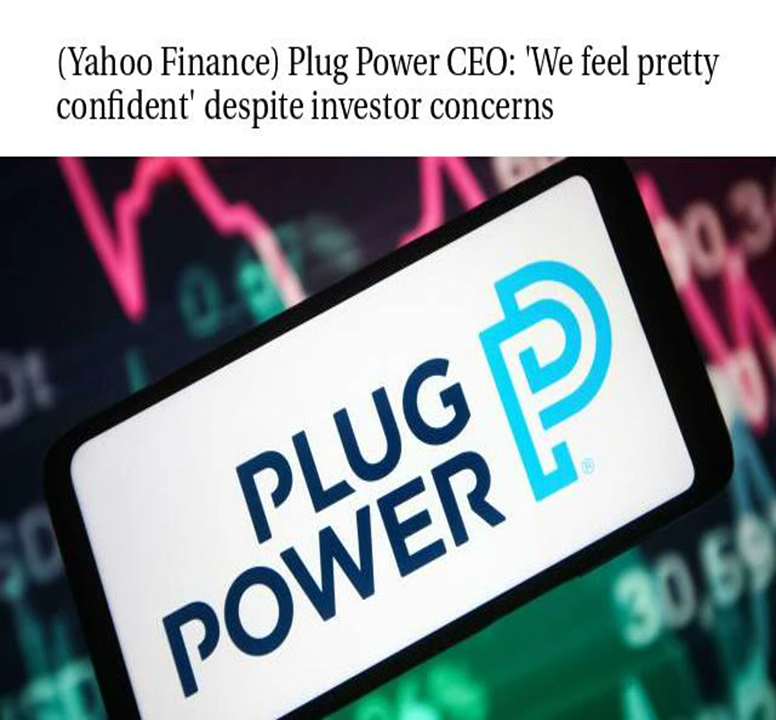 (Yahoo Finance) Plug Power CEO: 'We feel pretty
confident' despite investor concerns
PLUG
POWER
®